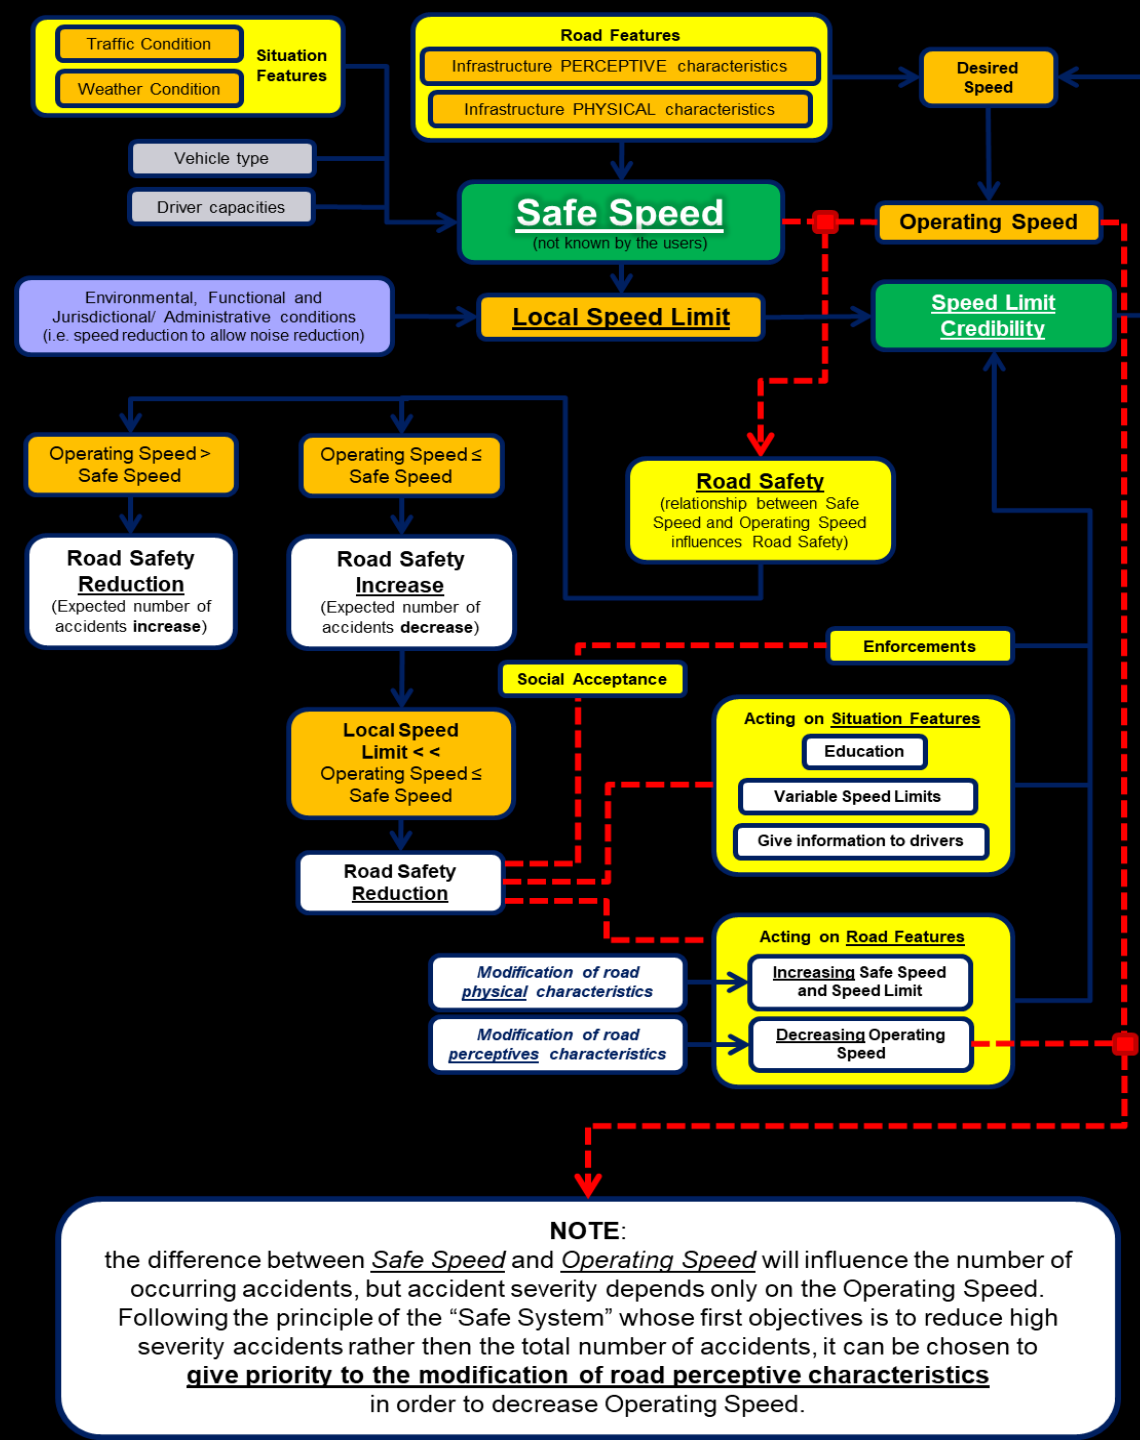 Traffic Condition
Weather Condition
Situation
Features
Road Features
Infrastructure PERCEPTIVE characteristics
Infrastructure PHYSICAL characteristics
Desired
Speed
Vehicle type
Driver capacities
Safe Speed
(not known by the users)
Operating Speed
Environmental, Functional and
Jurisdictional/ Administrative conditions
(i.e. speed reduction to allow noise reduction)
Local Speed Limit
Speed Limit
Credibility
Operating Speed >
Safe Speed
Operating Speed ≤
Safe Speed
Road Safety
(relationship between Safe
Speed and Operating Speed
influences Road Safety)
Road Safety
Reduction
(Expected number of
accidents increase)
Road Safety
Increase
(Expected number of
accidents decrease)
Enforcements
Social Acceptance
Local Speed
Limit < <
Operating Speed ≤
Safe Speed
Acting on Situation Features
Education
Variable Speed Limits
Give information to drivers
Road Safety
Reduction
Acting on Road Features
Modification of road
physical characteristics
Increasing Safe Speed
and Speed Limit
Modification of road
perceptives characteristics
Decreasing Operating
Speed
NOTE:
the difference between Safe Speed and Operating Speed will influence the number of
occurring accidents, but accident severity depends only on the Operating Speed.
Following the principle of the “Safe System” whose first objectives is to reduce high
severity accidents rather then the total number of accidents, it can be chosen to
give priority to the modification of road perceptive characteristics
in order to decrease Operating Speed.